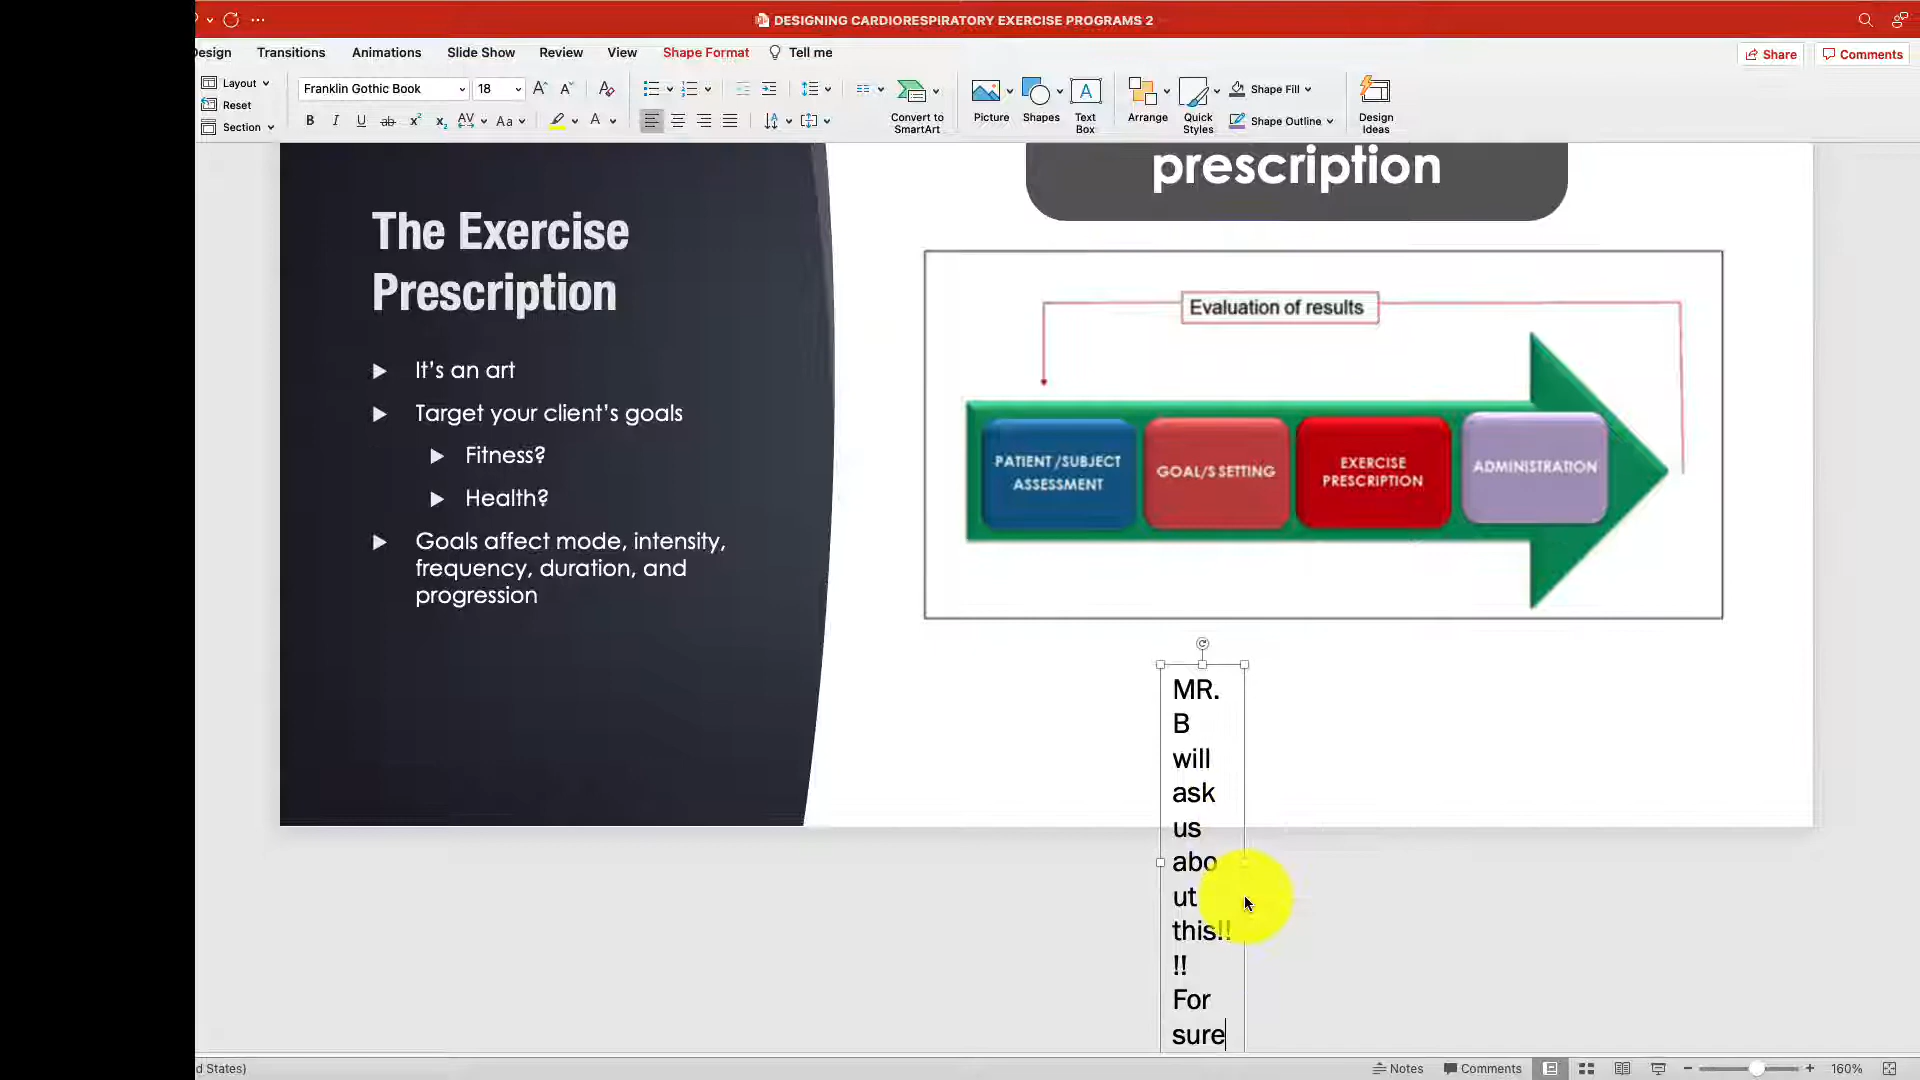 DESIGNING CARDIORESPIRATORY EXERCISE PROGRAMS 2
Design Transitions Animations Slide Show Review View Shape Format Tell me
Share Comments
Layout
Reset
Section
Franklin Gothic Book 18
Convert to
SmartArt
Picture
Shapes
Text
Box
Arrange
Quick
Styles
Shape Fill
Shape Outline
Design
Ideas
prescription
The Exercise
Prescription
It's an art
Target your client's goals
Fitness?
Health?
Goals affect mode, intensity,
frequency, duration, and
progression
Evaluation of results
PATIENT /SUBJECT
ASSESSMENT
GOAL/S SETTING
EXERCISE
PRESCRIPTION
ADMINISTRATION
MR.
B
will
ask
us
abo
ut
this!!
!!
For
sure
d States)
Notes Comments 160%